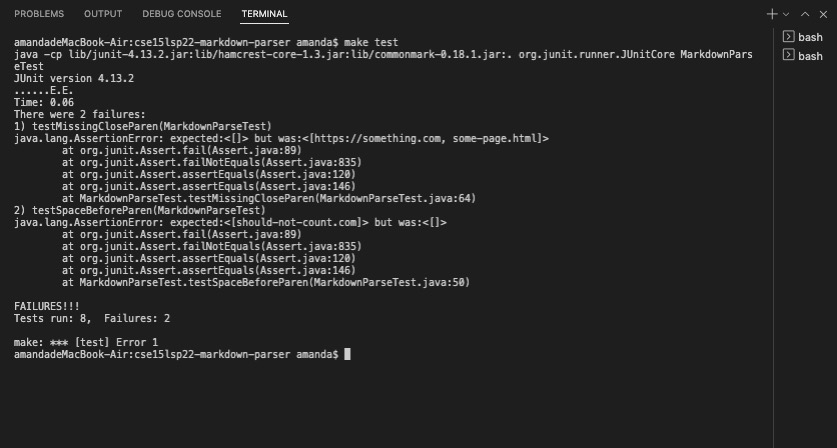 PROBLEMS OUTPUT DEBUG CONSOLE TERMINAL
bash
bash
amandadeMacBook-Air:cse15lsp22-markdown-parser amanda$ make test
java -cp lib/junit-4.13.2.jar:lib/hamcrest-core-1.3.jar:lib/commonmark-0.18.1.jar:. org.junit.runner.JUnitCore MarkdownPars
eTest
JUnit version 4.13.2
......E.E.
Time: 0.06
There were 2 failures:
1) testMissingCloseParen(MarkdownParseTest)
java.lang.AssertionError: expected:<[]> but was:<[https://something.com, some-page.html]>
        at org.junit.Assert.fail(Assert.java:89)
        at org.junit.Assert.failNotEquals(Assert.java:835)
        at org.junit.Assert.assertEquals(Assert.java:120)
        at org.junit.Assert.assertEquals(Assert.java:146)
        at MarkdownParseTest.testMissingCloseParen(MarkdownParseTest.java:64)
2) testSpaceBeforeParen(MarkdownParseTest)
java.lang.AssertionError: expected:<[should-not-count.com]> but was:<[]>
        at org.junit.Assert.fail(Assert.java:89)
        at org.junit.Assert.failNotEquals(Assert.java:835)
        at org.junit.Assert.assertEquals(Assert.java:120)
        at org.junit.Assert.assertEquals(Assert.java:146)
        at MarkdownParseTest.testSpaceBeforeParen(MarkdownParseTest.java:50)
FAILURES!!!
Tests run: 8,  Failures: 2
make: *** [test] Error 1
amandadeMacBook-Air:cse15lsp22-markdown-parser amanda$